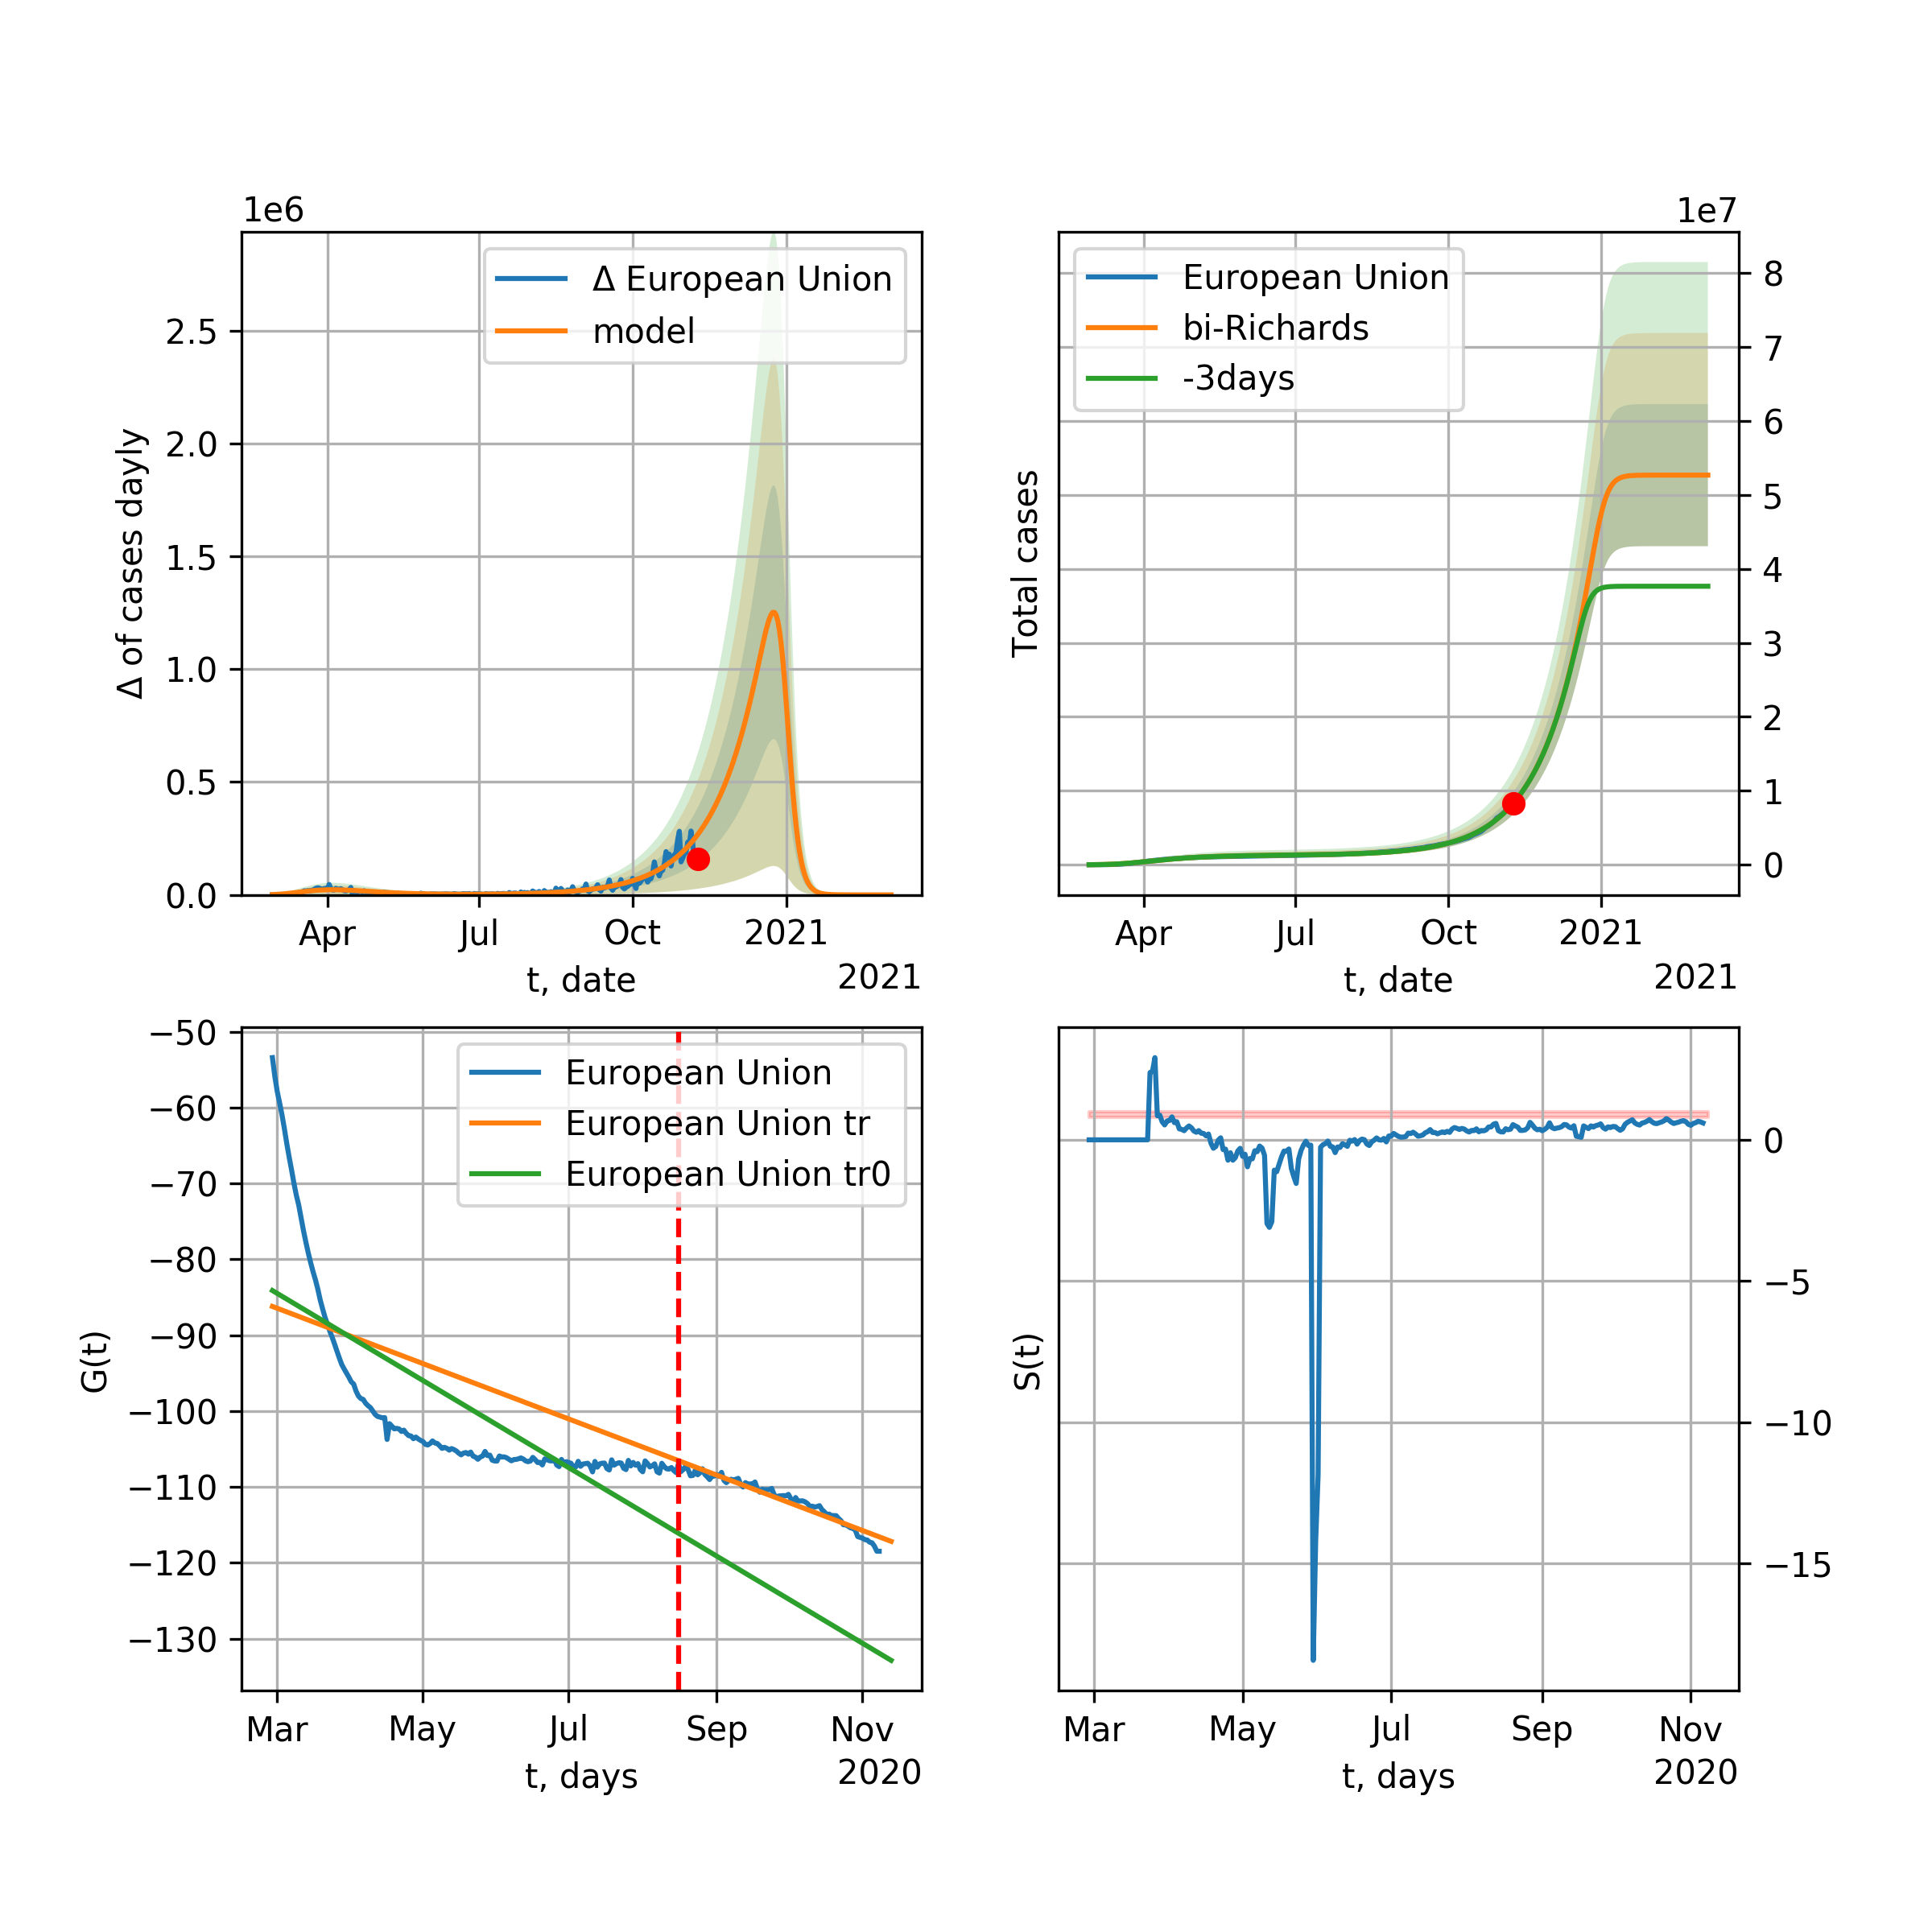 1e6
Δ European Union
model
2.5
2.0
1.5
1.0
0.5
0.0
Δ of cases dayly
Apr Jul Oct 2021
t, date
2021
1e7
European Union
bi-Richards
-3days
8
7
6
5
4
3
2
1
0
Total cases
Apr Jul Oct 2021
t, date
2021
European Union
European Union tr
European Union tr0
−50
−60
−70
−80
−90
−100
−110
−120
−130
G(t)
Mar May Jul Sep Nov
t, days
2020
0
−5
−10
−15
S(t)
Mar May Jul Sep Nov
t, days
2020